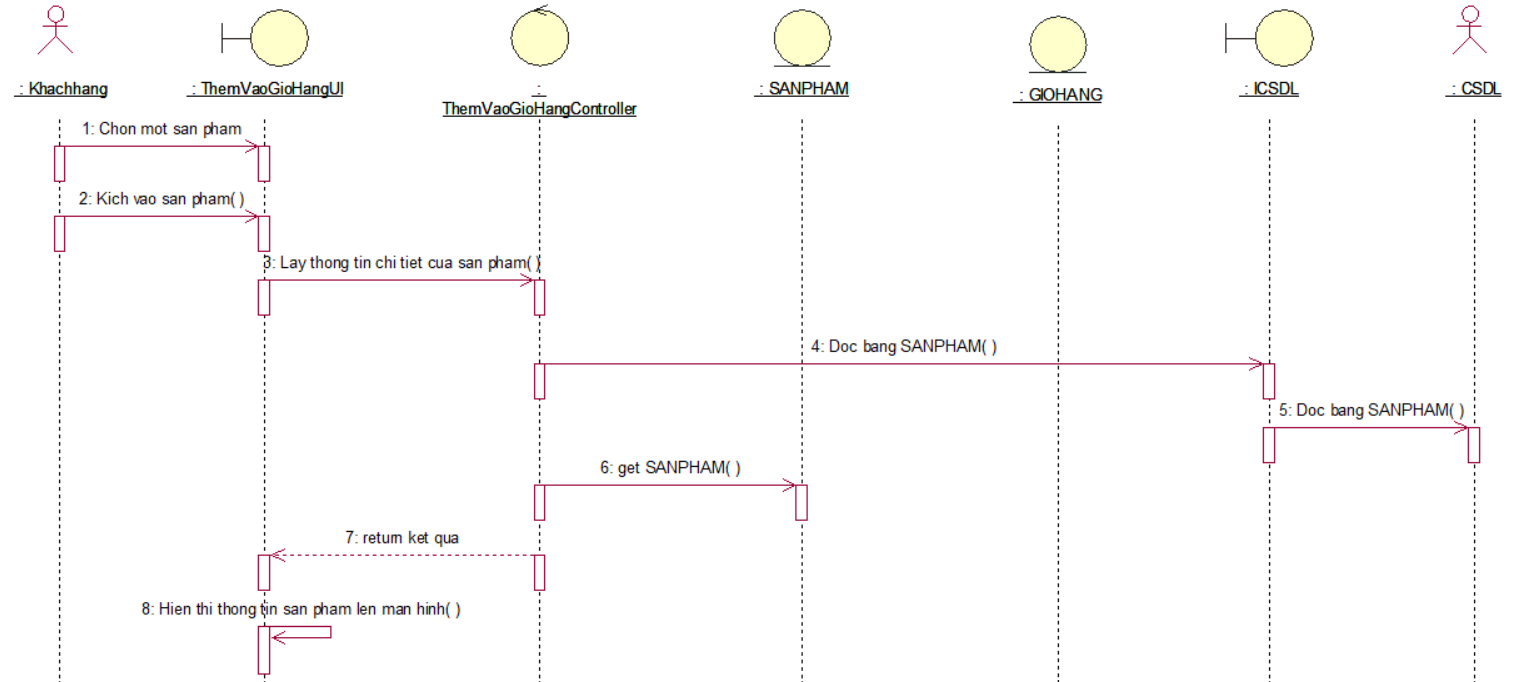 : Khachhang
: ThemVaoGioHangUI
:
ThemVaoGioHangController
: SANPHAM
: GIOHANG
: ICSDL
: CSDL
1: Chon mot san pham
2: Kich vao san pham( )
3: Lay thong tin chi tiet cua san pham( )
4: Doc bang SANPHAM( )
5: Doc bang SANPHAM( )
6: get SANPHAM( )
7: return ket qua
8: Hien thi thong tin san pham len man hinh( )